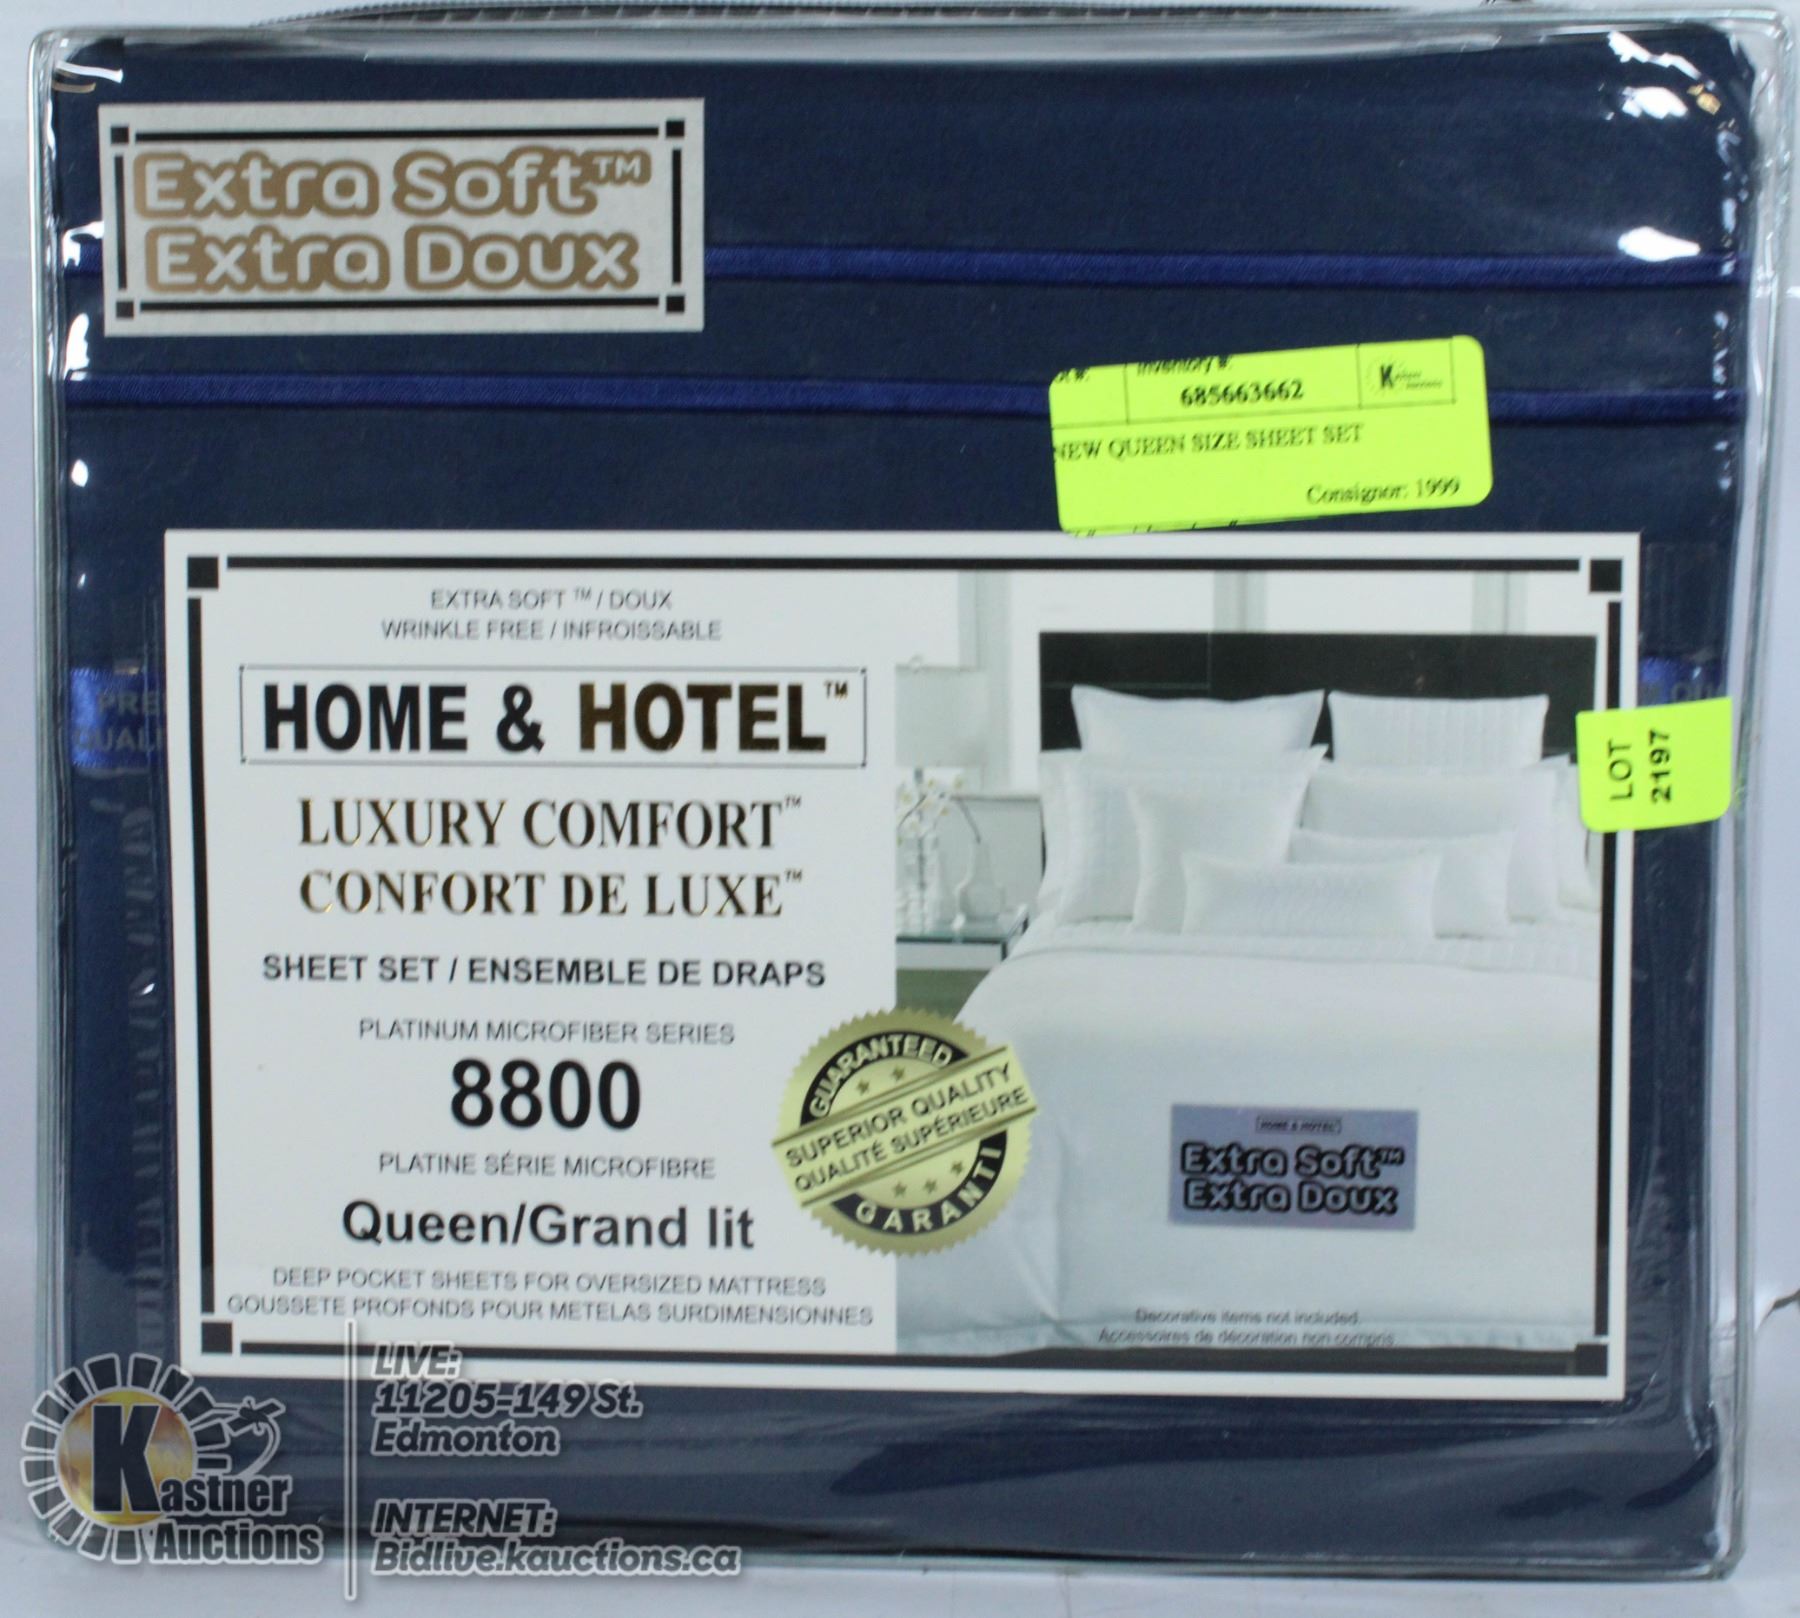 Extra Soft™
Extra Doux
Inventory #:
685663662
NEW QUEEN SIZE SHEET SET
Consignor: 1999
EXTRA SOFT ™ / DOUX
WRINKLE FREE / INFROISSABLE
HOME & HOTEL™
LUXURY COMFORT™
CONFORT DE LUXE™
SHEET SET / ENSEMBLE DE DRAPS
PLATINUM MICROFIBER SERIES
8800
PLATINE SÉRIE MICROFIBRE
Queen/Grand lit
DEEP POCKET SHEETS FOR OVERSIZED MATTRESS
GOUSSETE PROFONDS POUR METELAS SURDIMENSIONNES
GUARANTEED
SUPERIOR QUALITY
QUALITÉ SUPÉRIEURE
GARANTI
LOT
2197
HOME & HOTEL
Extra Soft™
Extra Doux
Decorative items not included.
Accessoires de décoration non compris
PRE
QUALI
Kastner
Auctions
LIVE:
11205-149 St.
Edmonton
INTERNET:
Bidlive.kauctions.ca